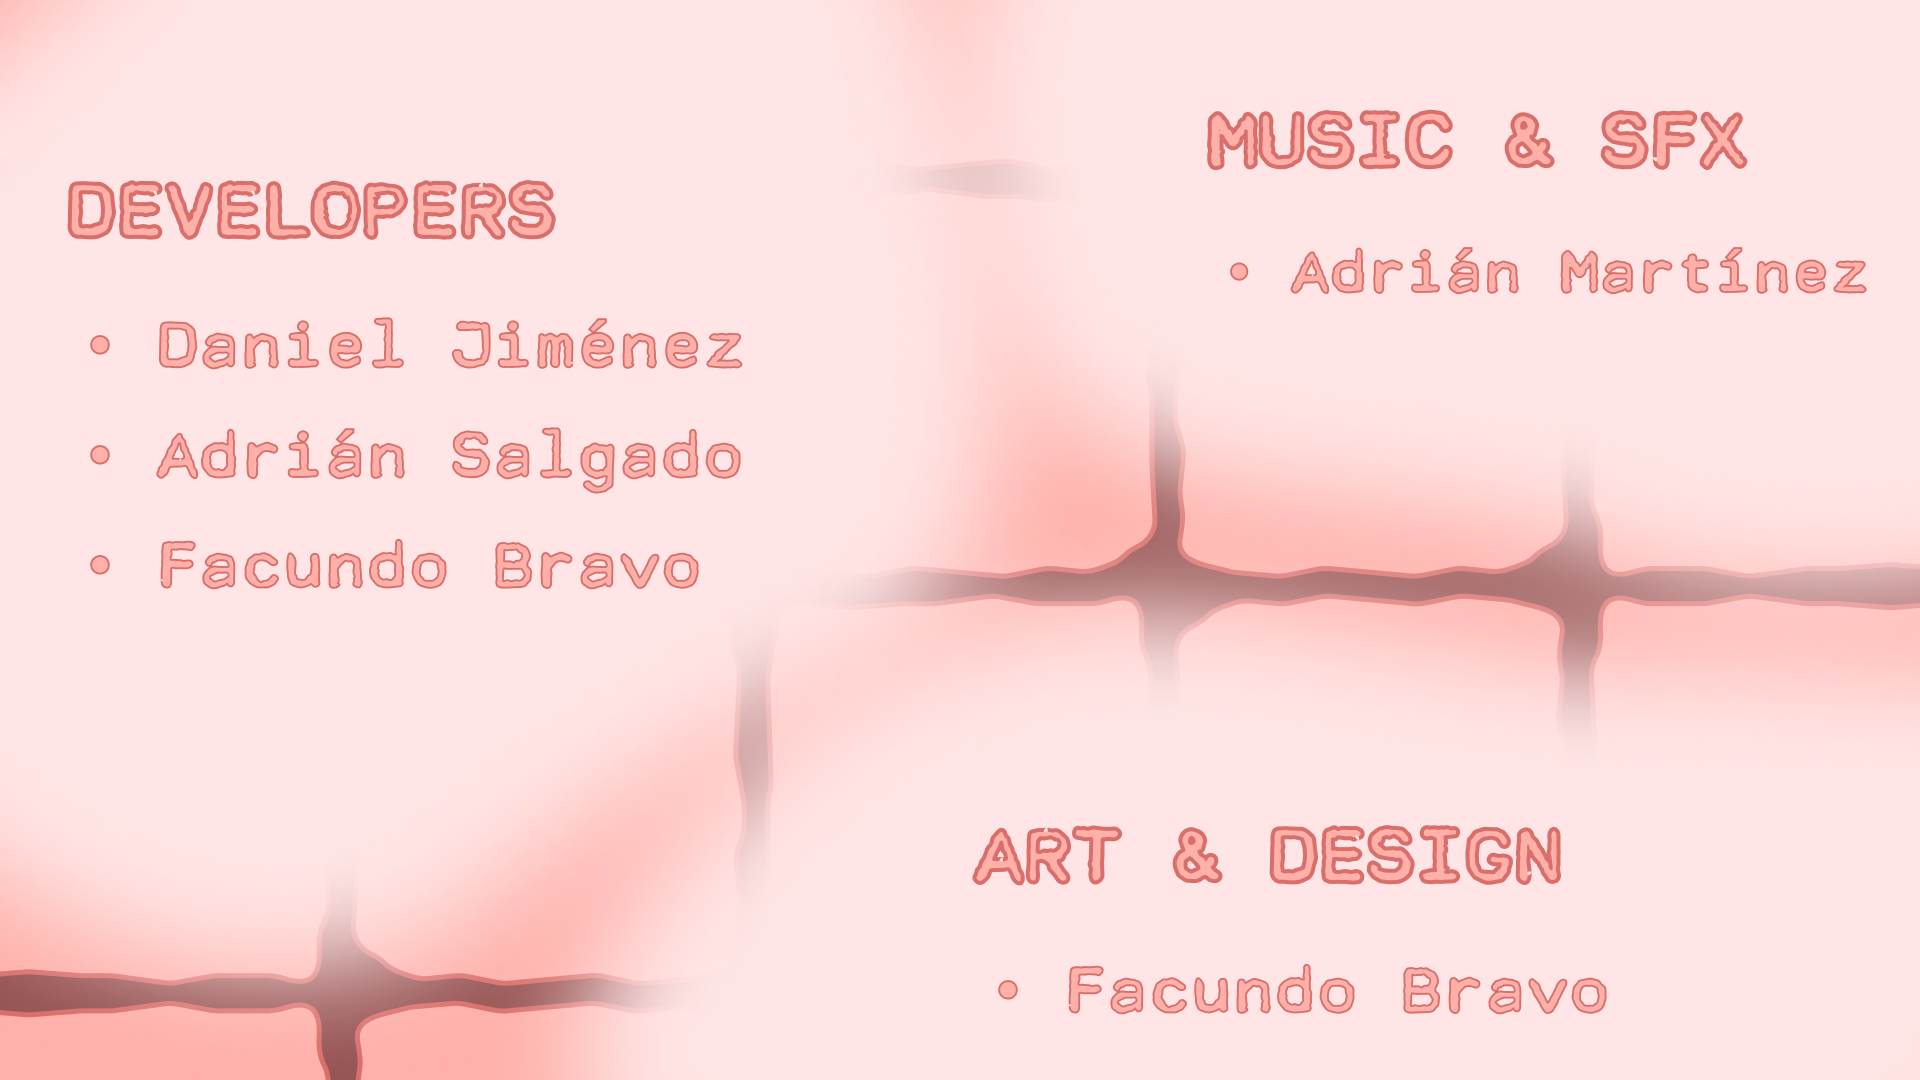 DEVELOPERS
• Daniel Jiménez
• Adrián Salgado
• Facundo Bravo
MUSIC & SFX
• Adrián Martínez
ART & DESIGN
• Facundo Bravo